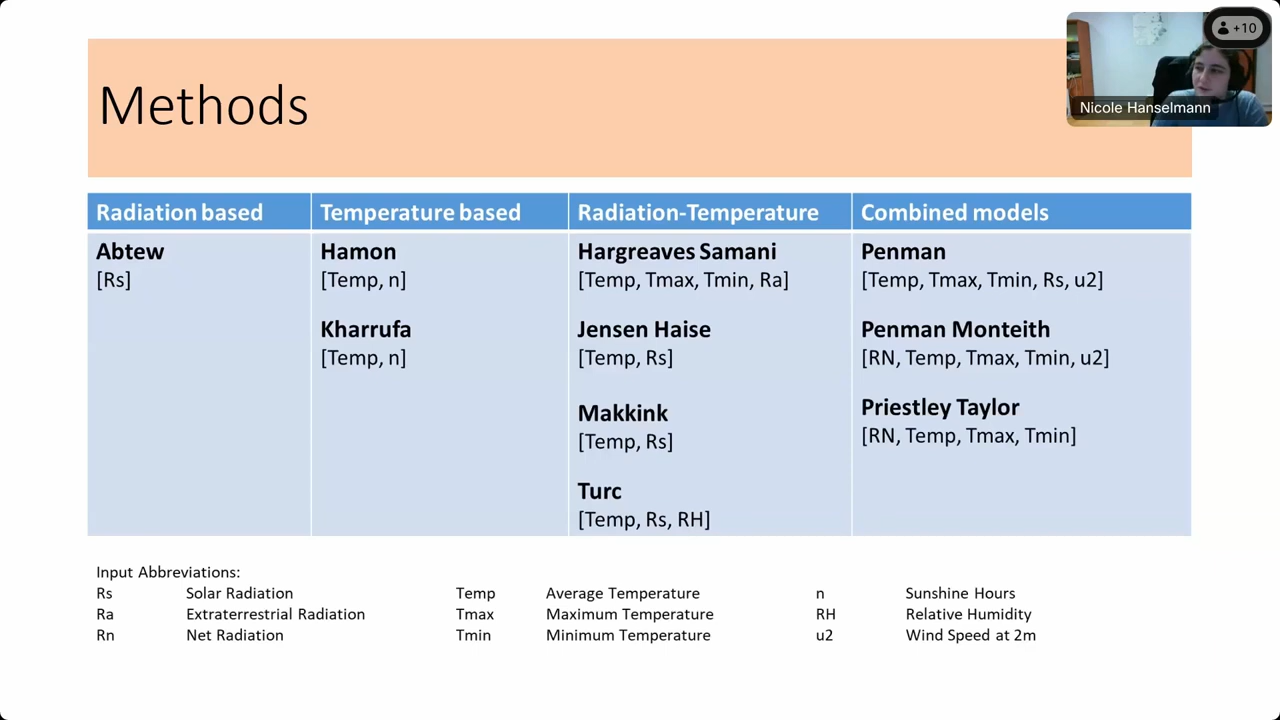 +10
Nicole Hanselmann
Methods
Radiation based
Temperature based
Radiation-Temperature
Combined models
Abtew
[Rs]
Hamon
[Temp, n]
Kharrufa
[Temp, n]
Hargreaves Samani
[Temp, Tmax, Tmin, Ra]
Jensen Haise
[Temp, Rs]
Makkink
[Temp, Rs]
Turc
[Temp, Rs, RH]
Penman
[Temp, Tmax, Tmin, Rs, u2]
Penman Monteith
[RN, Temp, Tmax, Tmin, u2]
Priestley Taylor
[RN, Temp, Tmax, Tmin]
Input Abbreviations:
Rs Solar Radiation Temp Average Temperature n Sunshine Hours
Ra Extraterrestrial Radiation Tmax Maximum Temperature RH Relative Humidity
Rn Net Radiation Tmin Minimum Temperature u2 Wind Speed at 2m